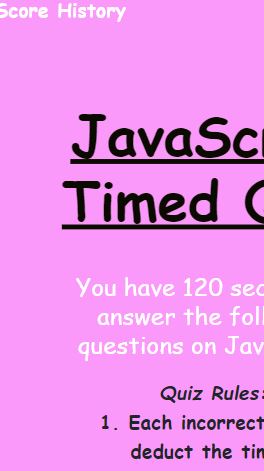 Score History
JavaScr
Timed
You have 120 sec
answer the foll
questions on Jav
Quiz Rules:
1. Each incorrect
deduct the tim